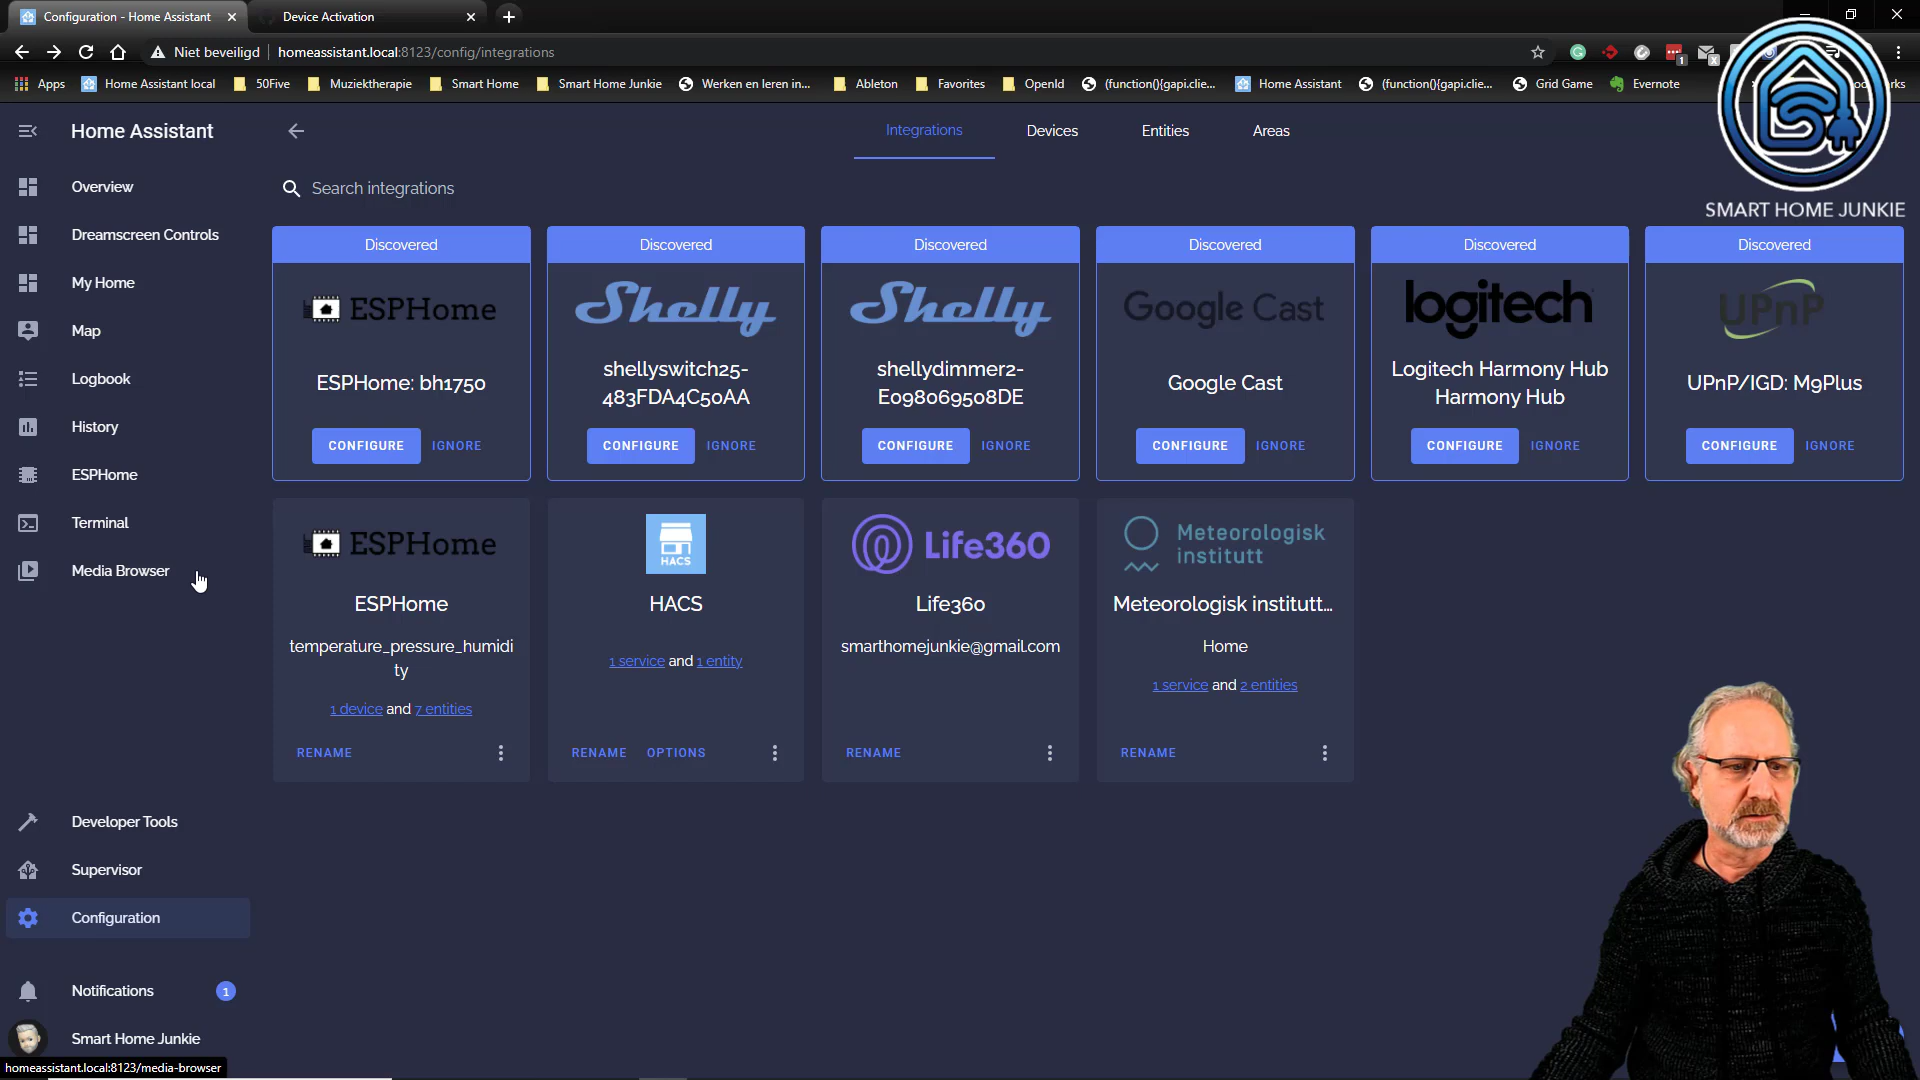 Configuration - Home Assistant
Device Activation
Niet beveiligd
homeassistant.local:8123/config/integrations
1
x
Apps
Home Assistant local
50Five
Muziektherapie
Smart Home
Smart Home Junkie
Werken en leren in...
Ableton
Favorites
OpenId
(function(){gapi.clie...
Home Assistant
(function(){gapi.clie...
Grid Game
Evernote
Home Assistant
Integrations
Devices
Entities
Areas
SMART HOME JUNKIE
Overview
Dreamscreen Controls
My Home
Map
Logbook
History
ESPHome
Terminal
Media Browser
Developer Tools
Supervisor
Configuration
Notifications
1
Smart Home Junkie
homeassistant.local:8123/media-browser
Search integrations
Discovered
ESPHome
ESPHome: bh1750
CONFIGURE
IGNORE
Discovered
Shelly
shellyswitch25-
483FDA4C50AA
CONFIGURE
IGNORE
Discovered
Shelly
shellydimmer2-
E098069508DE
CONFIGURE
IGNORE
Discovered
Google Cast
Google Cast
CONFIGURE
IGNORE
Discovered
logitech
Logitech Harmony Hub
Harmony Hub
CONFIGURE
IGNORE
Discovered
UPnP
UPnP/IGD: M9Plus
CONFIGURE
IGNORE
ESPHome
ESPHome
temperature_pressure_humidi
ty
1 device and 7 entities
RENAME
HACS
HACS
1 service and 1 entity
RENAME
OPTIONS
Life360
Life360
smarthomejunkie@gmail.com
RENAME
Meteorologisk
institutt
Meteorologisk institutt...
Home
1 service and 2 entities
RENAME